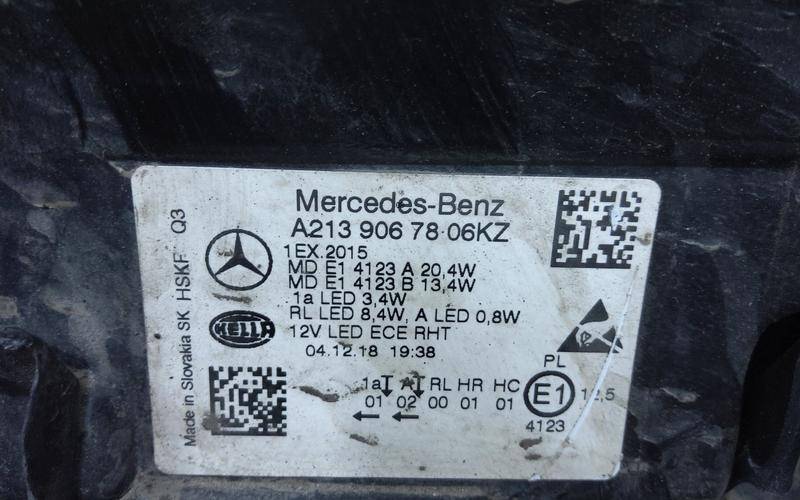 Mercedes-Benz
A213 906 78 06KZ
1EX.2015
MD E1 4123 A 20,4W
MD E1 4123 B 13,4W
1a LED 3,4W
RL LED 8,4W, A LED 0,8W
12V LED ECE RHT
04.12.18 19:38
HELLA
Made in Slovakia SK HSKF Q3
1a A RL HR HC
01 02 00 01 01
PL
E1 12,5
4123